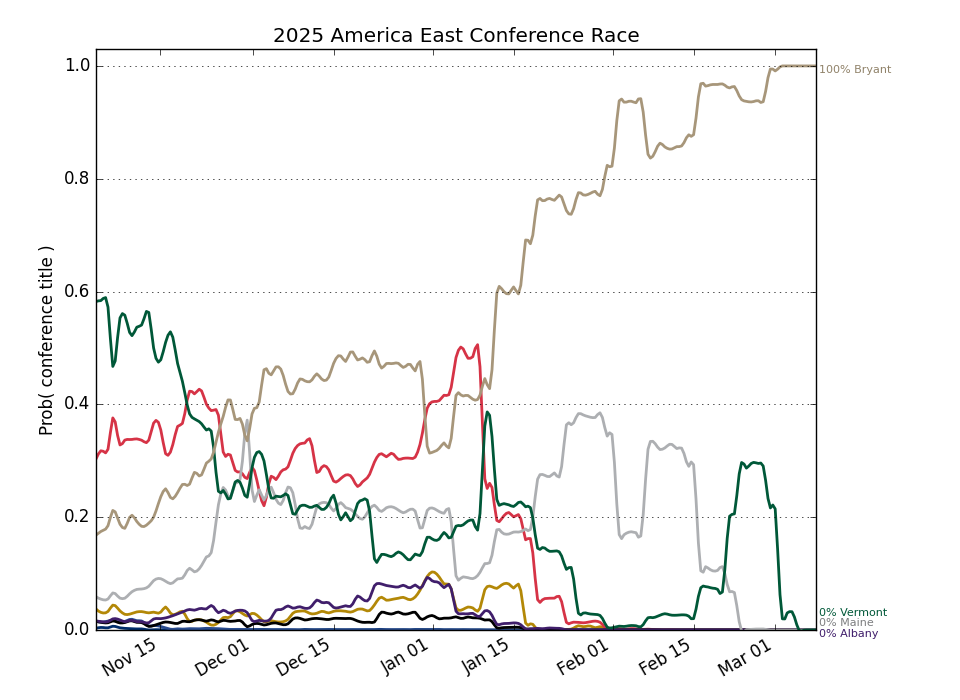 2025 America East Conference Race
1.0
100% Bryant
0.8
0.6
Prob( conference title )
0.4
0.2
0% Vermont
0% Maine
0.0
0% Albany
Nov 15
Dec 01
Dec 15
Jan 01
Jan 15
Feb 01
Feb 15
Mar 01